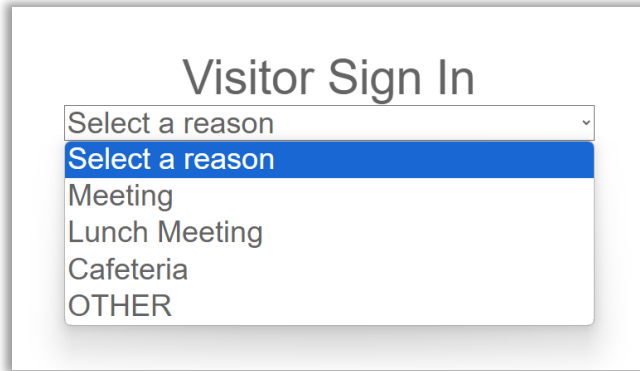 Visitor Sign In
Select a reason
Select a reason
Meeting
Lunch Meeting
Cafeteria
OTHER